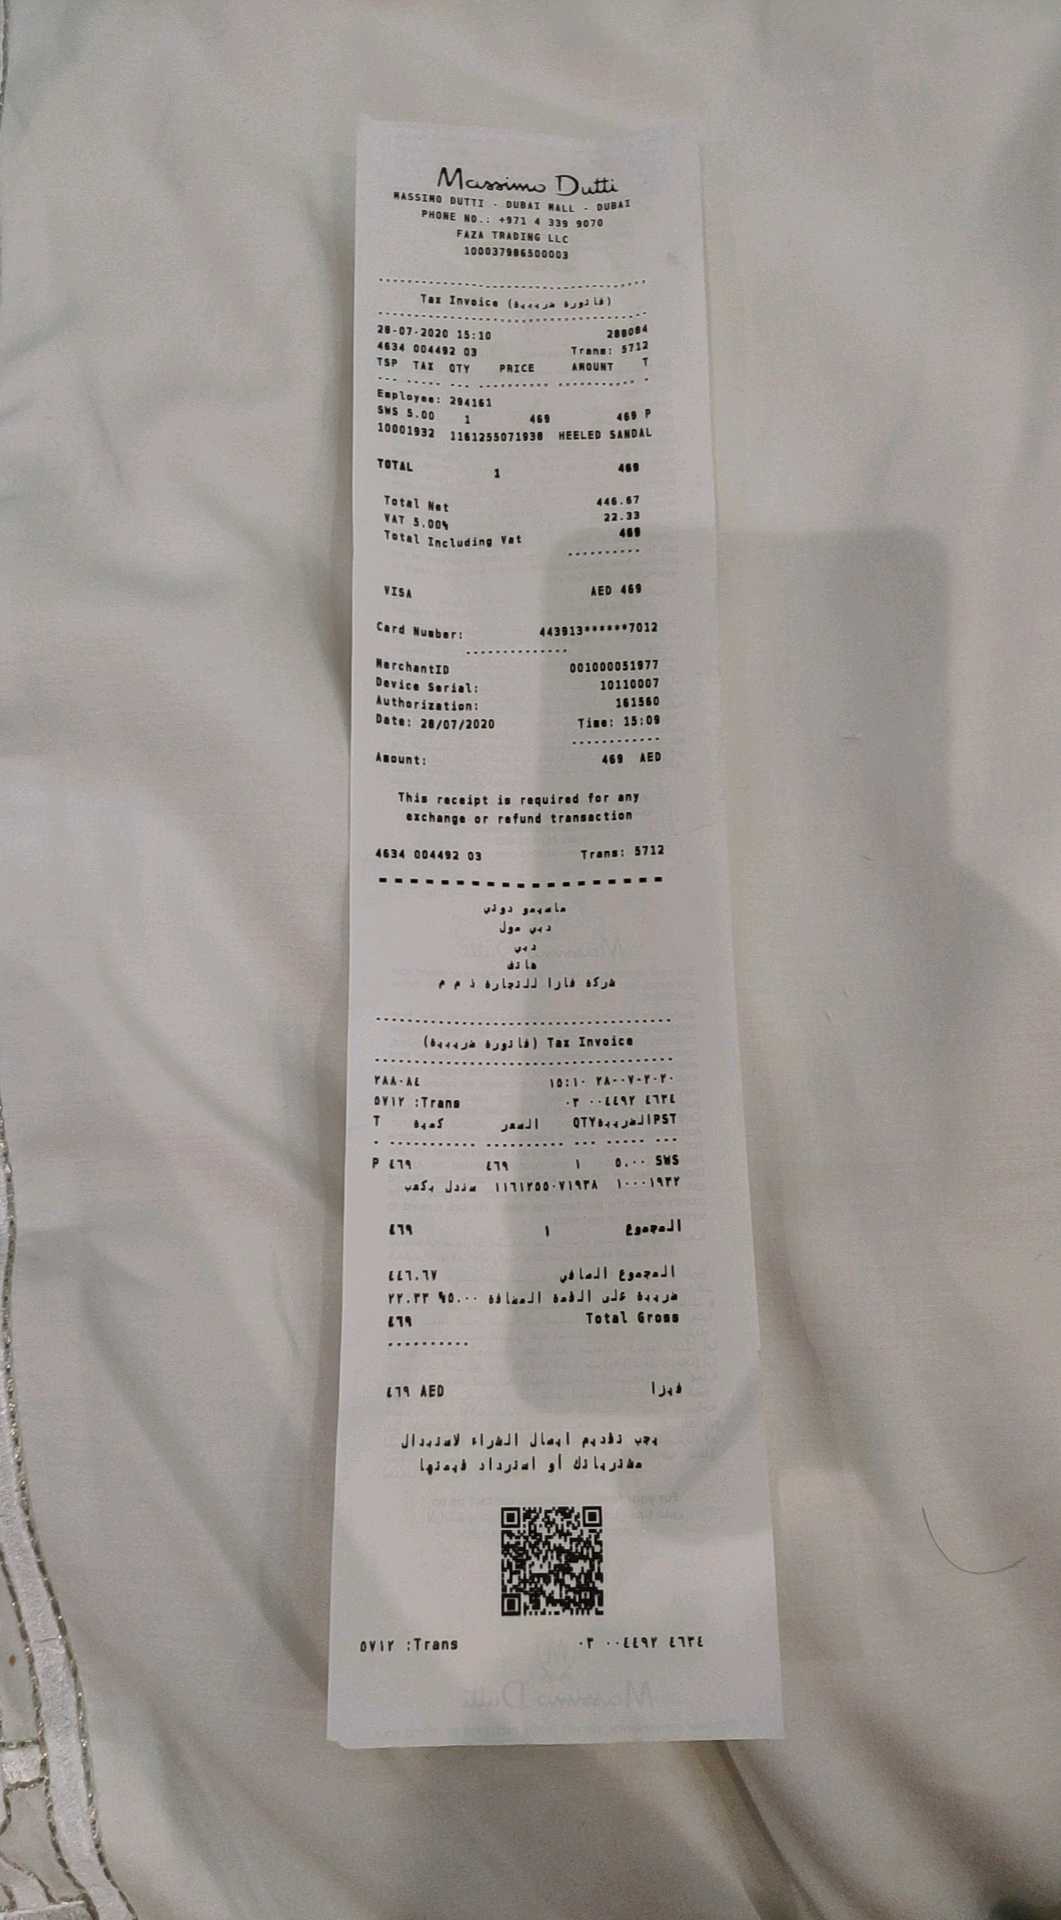 Massimo Dutti
MASSIMO DUTTI - DUBAI MALL - DUBAI
PHONE NO.: +971 4 339 9070
FAZA TRADING LLC
100037986500003
Tax Invoice (فاتورة ضريبية)
28-07-2020 15:10 288084
4634 004492 03 Trans: 5712
TSP TAX QTY PRICE AMOUNT T
Employee: 294161
SWS 5.00 1 469 469 P
10001932 1161255071938 HEELED SANDAL
TOTAL 1 469
Total Net 446.67
VAT 5.00% 22.33
Total Including Vat 469
VISA AED 469
Card Number: 443913******7012
MerchantID 001000051977
Device Serial: 10110007
Authorization: 161560
Date: 28/07/2020 Time: 15:09
Amount: 469 AED
This receipt is required for any
exchange or refund transaction
4634 004492 03 Trans: 5712
ماسيمو دوتي
دبي مول
دبي
هاتف
شركة فازا للتجارة ذ م م
(فاتورة ضريبية) Tax Invoice
٢٨٨٠٨٤ ١٥:١٠ ٢٨-٠٧-٢٠٢٠
٥٧١٢ :Trans ٠٣ ٠٠٤٤٩٢ ٤٦٣٤
T كمية السعر QTYالضريبةPST
P ٤٦٩ ٤٦٩ ١ ٥.٠٠ SWS
سندل بكعب ١١٦١٢٥٥٠٧١٩٣٨ ١٠٠٠١٩٣٢
المجموع ١ ٤٦٩
المجموع الصافي ٤٤٦.٦٧
ضريبة على القمة المضافة ٥.٠٠% ٢٢.٣٣
٤٦٩ Total Gross
٤٦٩ AED فيزا
يجب تقديم ايصال الشراء لاستبدال
مشترياتك أو استرداد قيمتها
٥٧١٢ :Trans ٠٣ ٠٠٤٤٩٢ ٤٦٣٤